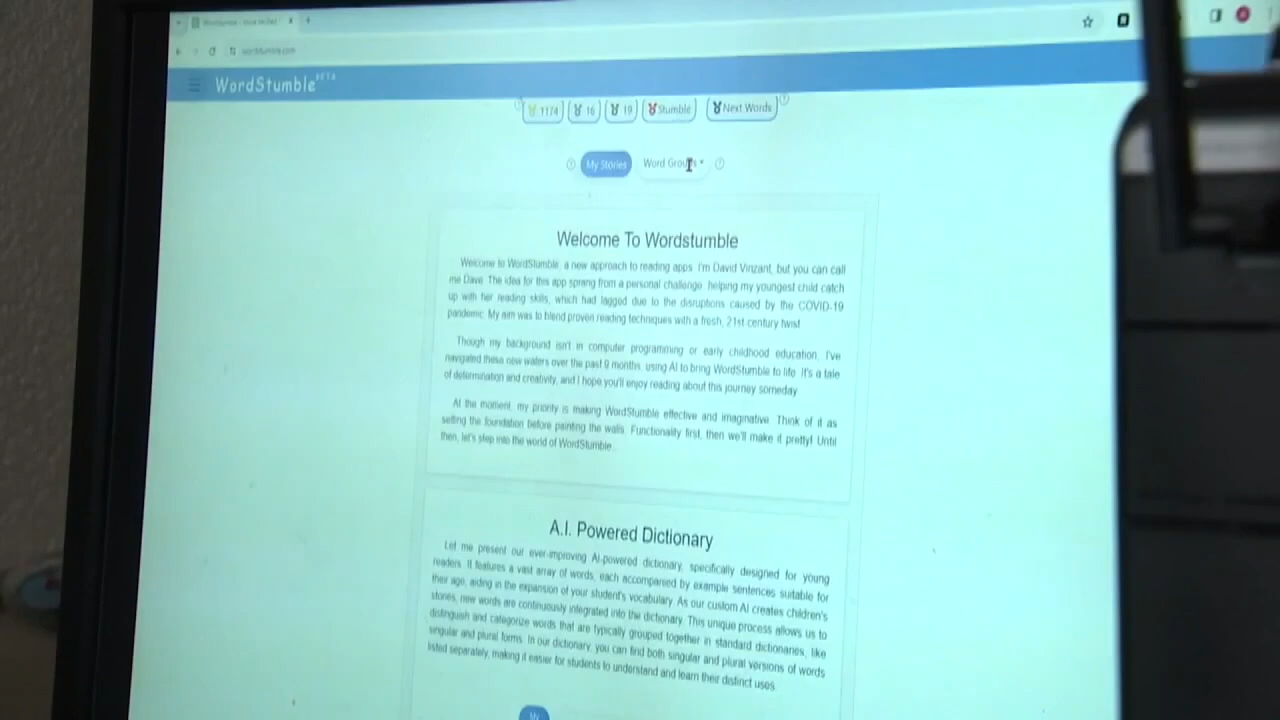 wordstumble.com
WordStumble BETA
1174 16 19 Stumble Next Words
My Stories Word Groups
Welcome To Wordstumble
Welcome to WordStumble, a new approach to reading apps. I'm David Vinzant, but you can call
me Dave. The idea for this app sprang from a personal challenge: helping my youngest child catch
up with her reading skills, which had lagged due to the disruptions caused by the COVID-19
pandemic. My aim was to blend proven reading techniques with a fresh, 21st-century twist.
Though my background isn't in computer programming or early childhood education, I've
navigated these new waters over the past 9 months, using AI to bring WordStumble to life. It's a tale
of determination and creativity, and I hope you'll enjoy reading about this journey someday.
At the moment, my priority is making WordStumble effective and imaginative. Think of it as
setting the foundation before painting the walls. Functionality first, then we'll make it pretty! Until
then, let's step into the world of WordStumble...
A.I. Powered Dictionary
Let me present our ever-improving AI-powered dictionary, specifically designed for young
readers. It features a vast array of words, each accompanied by example sentences suitable for
their age, aiding in the expansion of your student's vocabulary. As our custom AI creates children's
stories, new words are continuously integrated into the dictionary. This unique process allows us to
distinguish and categorize words that are typically grouped together in standard dictionaries, like
singular and plural forms. In our dictionary, you can find both singular and plural versions of words
listed separately, making it easier for students to understand and learn their distinct uses.
My